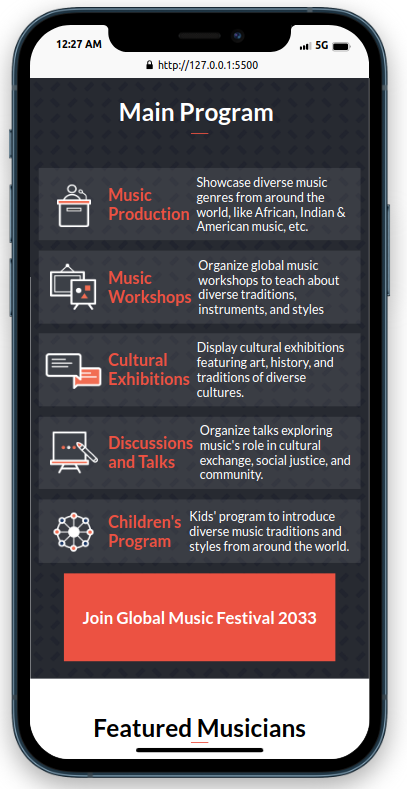 12:27 AM
5G
http://127.0.0.1:5500
Main Program
Music
Production
Showcase diverse music
genres from around the
world, like African, Indian &
American music, etc.
Music
Workshops
Organize global music
workshops to teach about
diverse traditions,
instruments, and styles
Cultural
Exhibitions
Display cultural exhibitions
featuring art, history, and
traditions of diverse
cultures.
Discussions
and Talks
Organize talks exploring
music's role in cultural
exchange, social justice, and
community.
Children's
Program
Kids' program to introduce
diverse music traditions and
styles from around the world.
Join Global Music Festival 2033
Featured Musicians